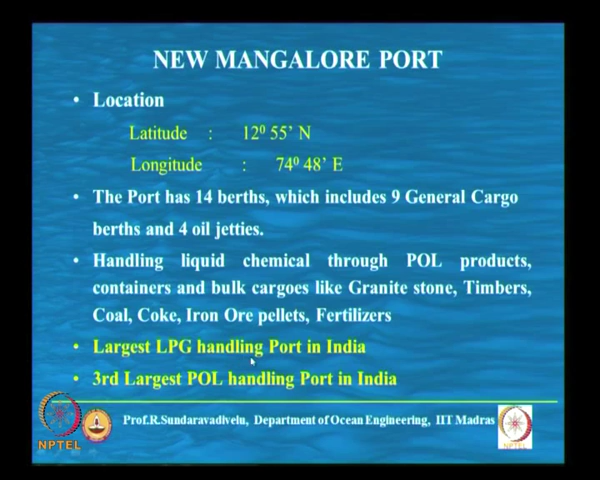 NEW MANGALORE PORT
• Location
Latitude : 12⁰ 55’ N
Longitude : 74⁰ 48’ E
• The Port has 14 berths, which includes 9 General Cargo
berths and 4 oil jetties.
• Handling liquid chemical through POL products,
containers and bulk cargoes like Granite stone, Timbers,
Coal, Coke, Iron Ore pellets, Fertilizers
• Largest LPG handling Port in India
• 3rd Largest POL handling Port in India
Prof.R.Sundaravadivelu, Department of Ocean Engineering, IIT Madras
NPTEL